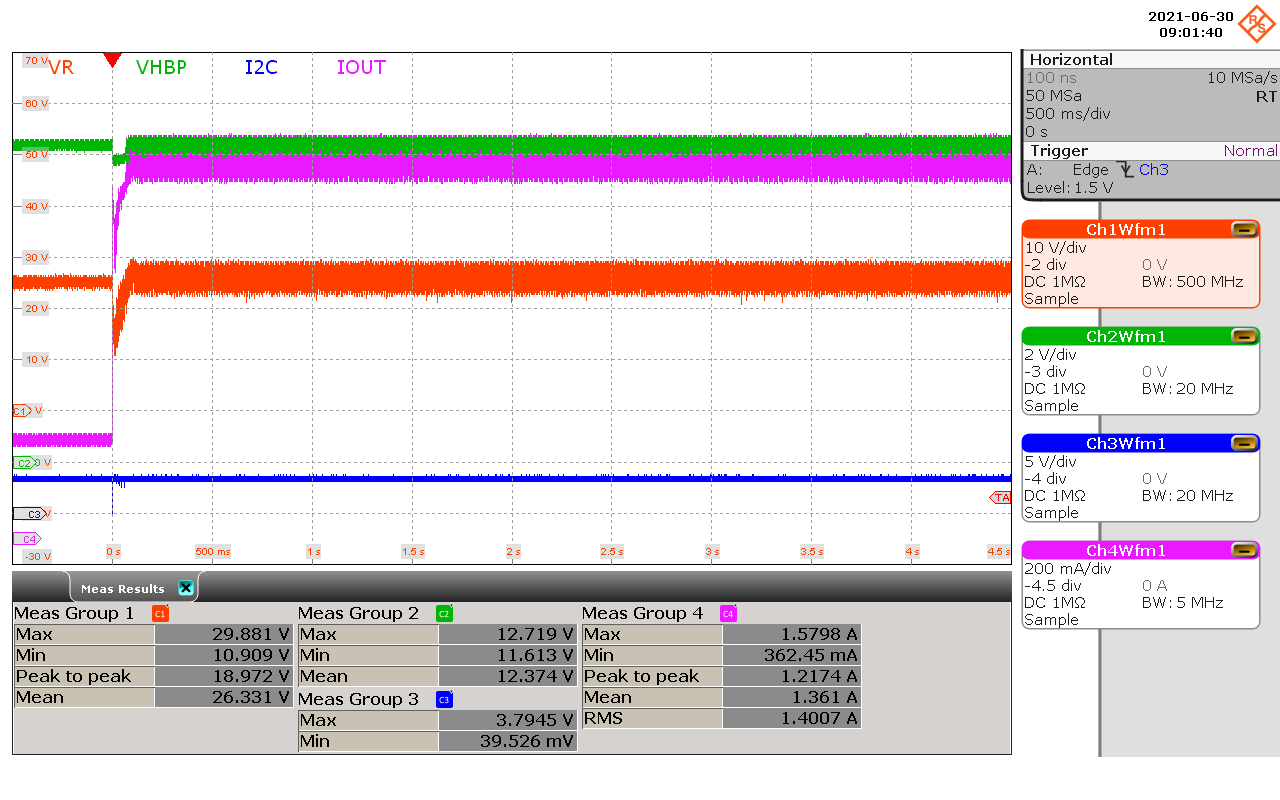 2021-06-30
09:01:40
R&S
VR VHBP I2C IOUT
70 V
60 V
50 V
40 V
30 V
20 V
10 V
C1 V
C2 0 V
C3 V
C4
-30 V
TA
0 s 500 ms 1 s 1.5 s 2 s 2.5 s 3 s 3.5 s 4 s 4.5 s
Horizontal
100 ns 10 MSa/s
50 MSa RT
500 ms/div
0 s
Trigger Normal
A: Edge Ch3
Level: 1.5 V
Ch1Wfm1
10 V/div
-2 div 0 V
DC 1MΩ BW: 500 MHz
Sample
Ch2Wfm1
2 V/div
-3 div 0 V
DC 1MΩ BW: 20 MHz
Sample
Ch3Wfm1
5 V/div
-4 div 0 V
DC 1MΩ BW: 20 MHz
Sample
Ch4Wfm1
200 mA/div
-4.5 div 0 A
DC 1MΩ BW: 5 MHz
Sample
Meas Results
Meas Group 1 C1
Max 29.881 V
Min 10.909 V
Peak to peak 18.972 V
Mean 26.331 V
Meas Group 2 C2
Max 12.719 V
Min 11.613 V
Mean 12.374 V
Meas Group 3 C3
Max 3.7945 V
Min 39.526 mV
Meas Group 4 C4
Max 1.5798 A
Min 362.45 mA
Peak to peak 1.2174 A
Mean 1.361 A
RMS 1.4007 A